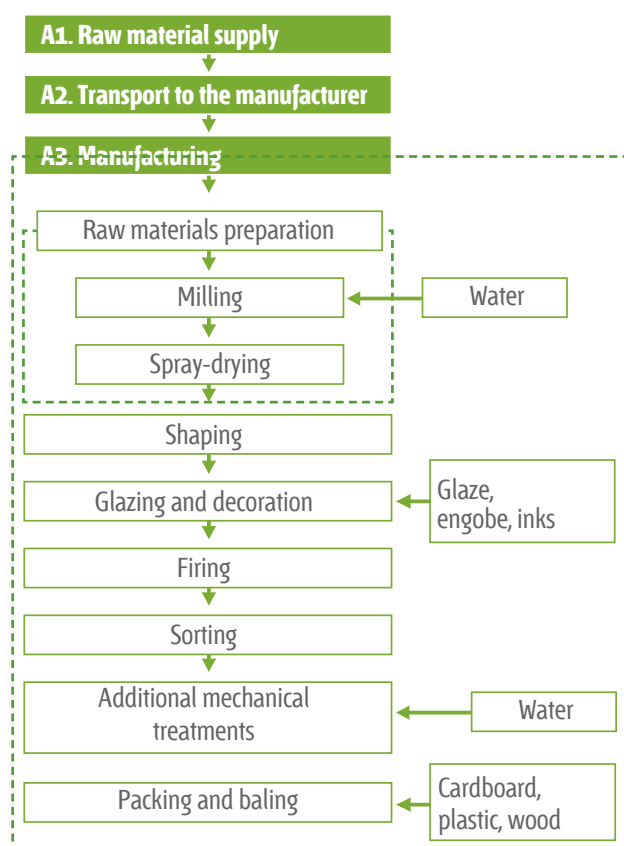 A1. Raw material supply
A2. Transport to the manufacturer
A3. Manufacturing
Raw materials preparation
Milling
Water
Spray-drying
Shaping
Glazing and decoration
Glaze,
engobe, inks
Firing
Sorting
Additional mechanical
treatments
Water
Packing and baling
Cardboard,
plastic, wood